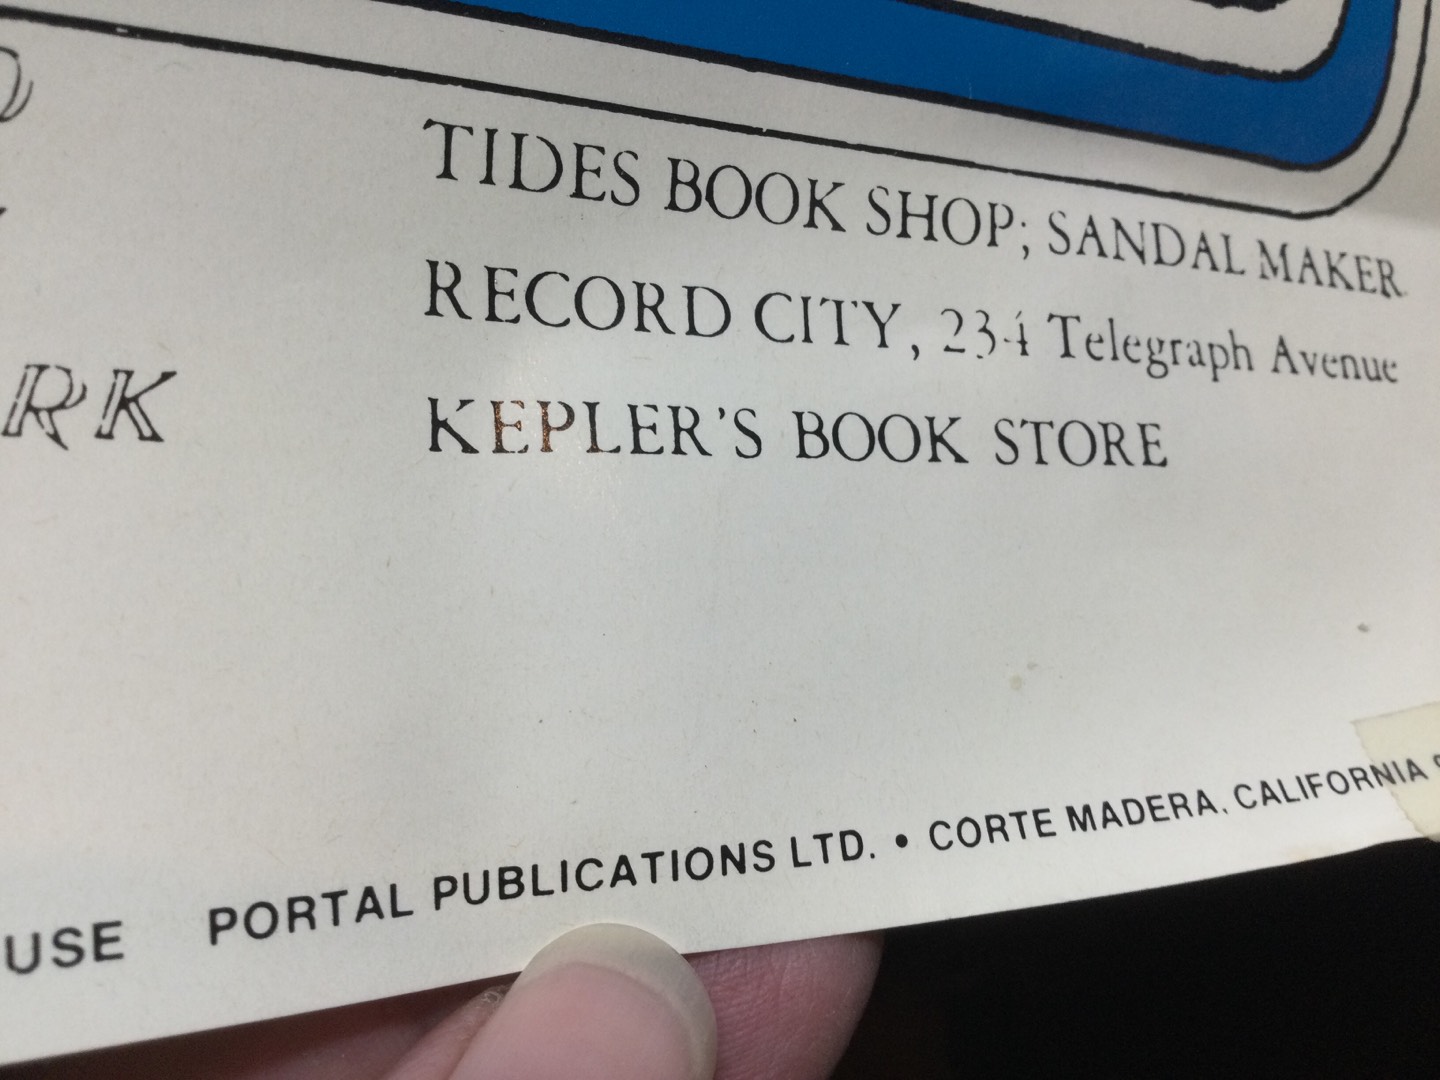 TIDES BOOK SHOP; SANDAL MAKER
RECORD CITY, 234 Telegraph Avenue
RK KEPLER'S BOOK STORE
USE PORTAL PUBLICATIONS LTD. • CORTE MADERA, CALIFORNIA 9